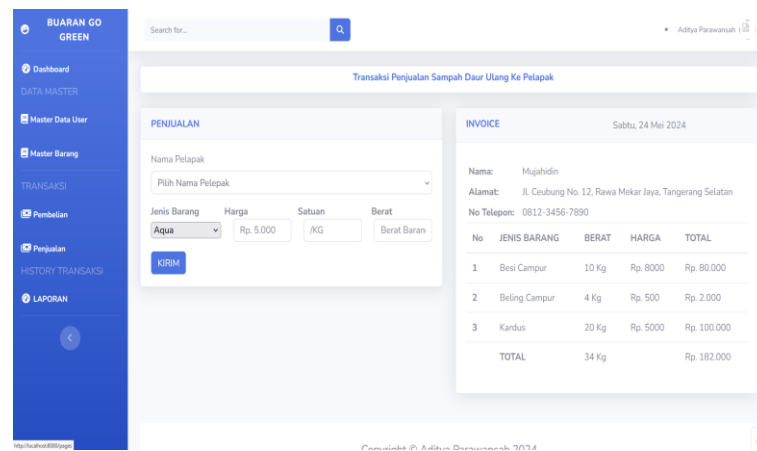 BUARAN GO
GREEN
Dashboard
DATA MASTER
Master Data User
Master Barang
TRANSAKSI
Pembelian
Penjualan
HISTORY TRANSAKSI
LAPORAN
http://localhost:8080/pages
Search for...
Aditya Parawansah
Transaksi Penjualan Sampah Daur Ulang Ke Pelapak
PENJUALAN
Nama Pelapak
Pilih Nama Pelepak
Jenis Barang Harga Satuan Berat
Aqua Rp. 5.000 /KG Berat Baran
KIRIM
INVOICE Sabtu, 24 Mei 2024
Nama: Mujahidin
Alamat: Jl. Ceubung No. 12, Rawa Mekar Jaya, Tangerang Selatan
No Telepon: 0812-3456-7890
No JENIS BARANG BERAT HARGA TOTAL
1 Besi Campur 10 Kg Rp. 8000 Rp. 80.000
2 Beling Campur 4 Kg Rp. 500 Rp. 2.000
3 Kardus 20 Kg Rp. 5000 Rp. 100.000
TOTAL 34 Kg Rp. 182.000
Copyright © Aditya Parawansah 2024